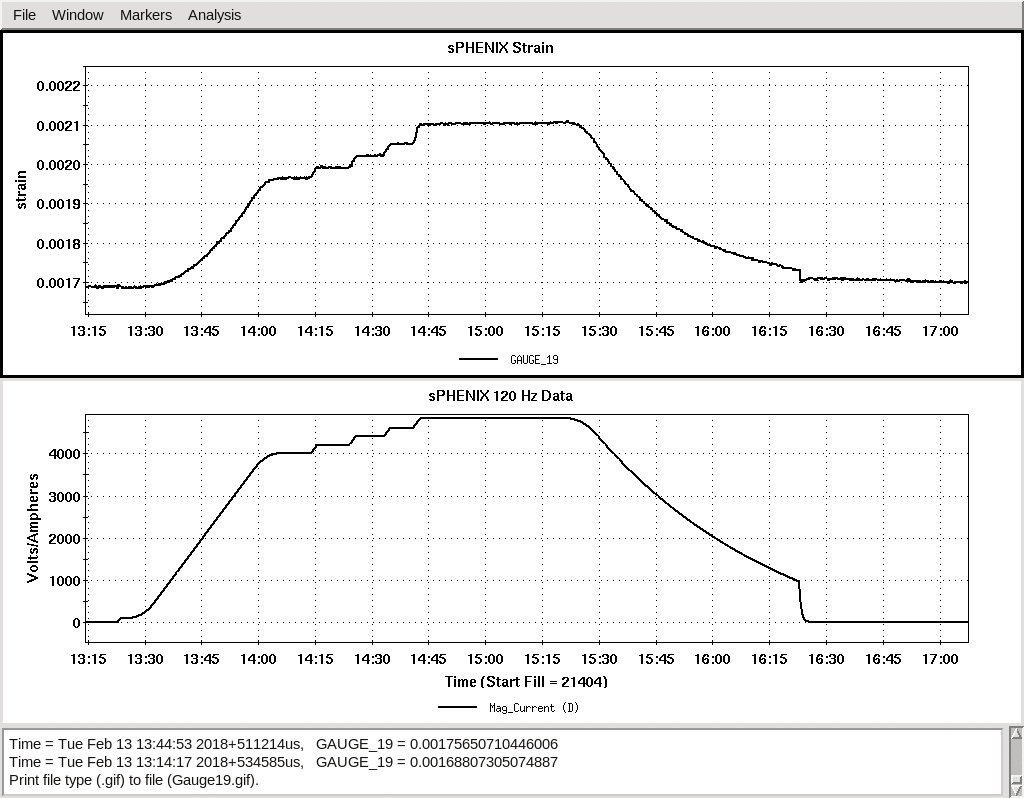 File Window Markers Analysis
sPHENIX Strain
strain
0.0022
0.0021
0.0020
0.0019
0.0018
0.0017
13:15 13:30 13:45 14:00 14:15 14:30 14:45 15:00 15:15 15:30 15:45 16:00 16:15 16:30 16:45 17:00
GAUGE_19
sPHENIX 120 Hz Data
Volts/Amperes
4000
3000
2000
1000
0
13:15 13:30 13:45 14:00 14:15 14:30 14:45 15:00 15:15 15:30 15:45 16:00 16:15 16:30 16:45 17:00
Time (Start Fill = 21404)
Mag_Current (D)
Time = Tue Feb 13 13:44:53 2018+511214us, GAUGE_19 = 0.00175650710446006
Time = Tue Feb 13 13:14:17 2018+534585us, GAUGE_19 = 0.00168807305074887
Print file type (.gif) to file (Gauge19.gif).